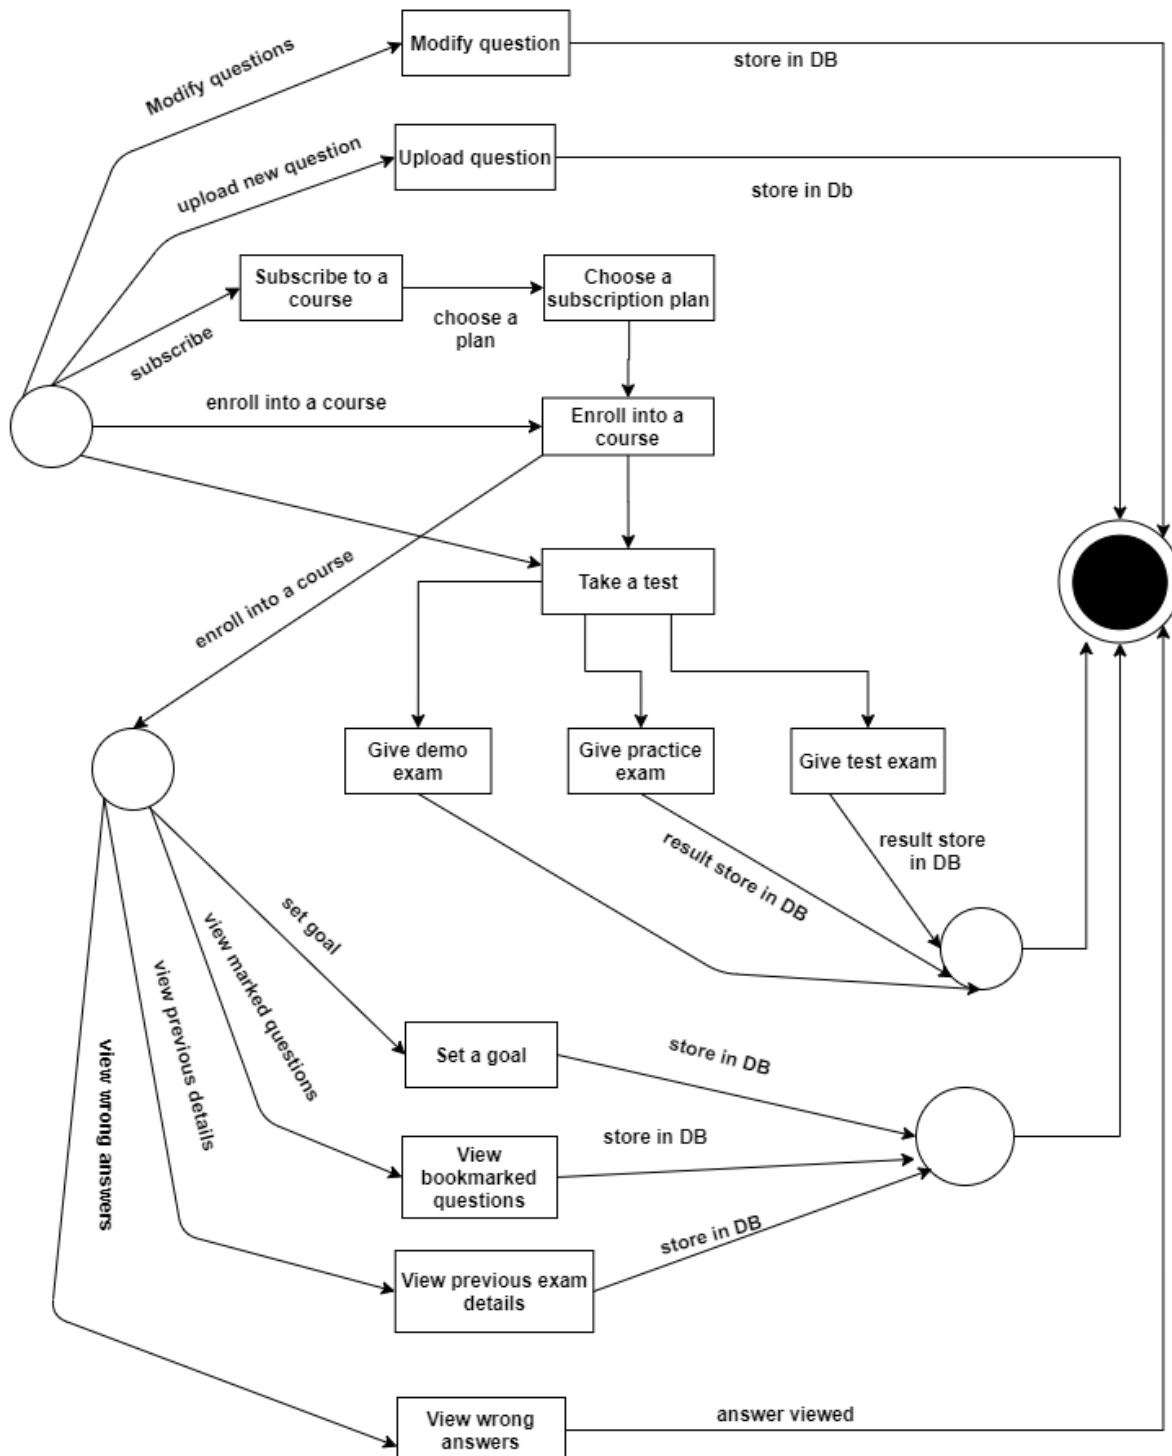 Modify question
store in DB
Modify questions
Upload question
upload new question
store in Db
Subscribe to a
course
Choose a
subscription plan
choose a
plan
subscribe
enroll into a course
Enroll into a
course
enroll into a course
Take a test
Give demo
exam
Give practice
exam
Give test exam
result store in DB
result store
in DB
set goal
view marked questions
view previous details
view wrong answers
Set a goal
store in DB
View
bookmarked
questions
store in DB
View previous exam
details
store in DB
View wrong
answers
answer viewed